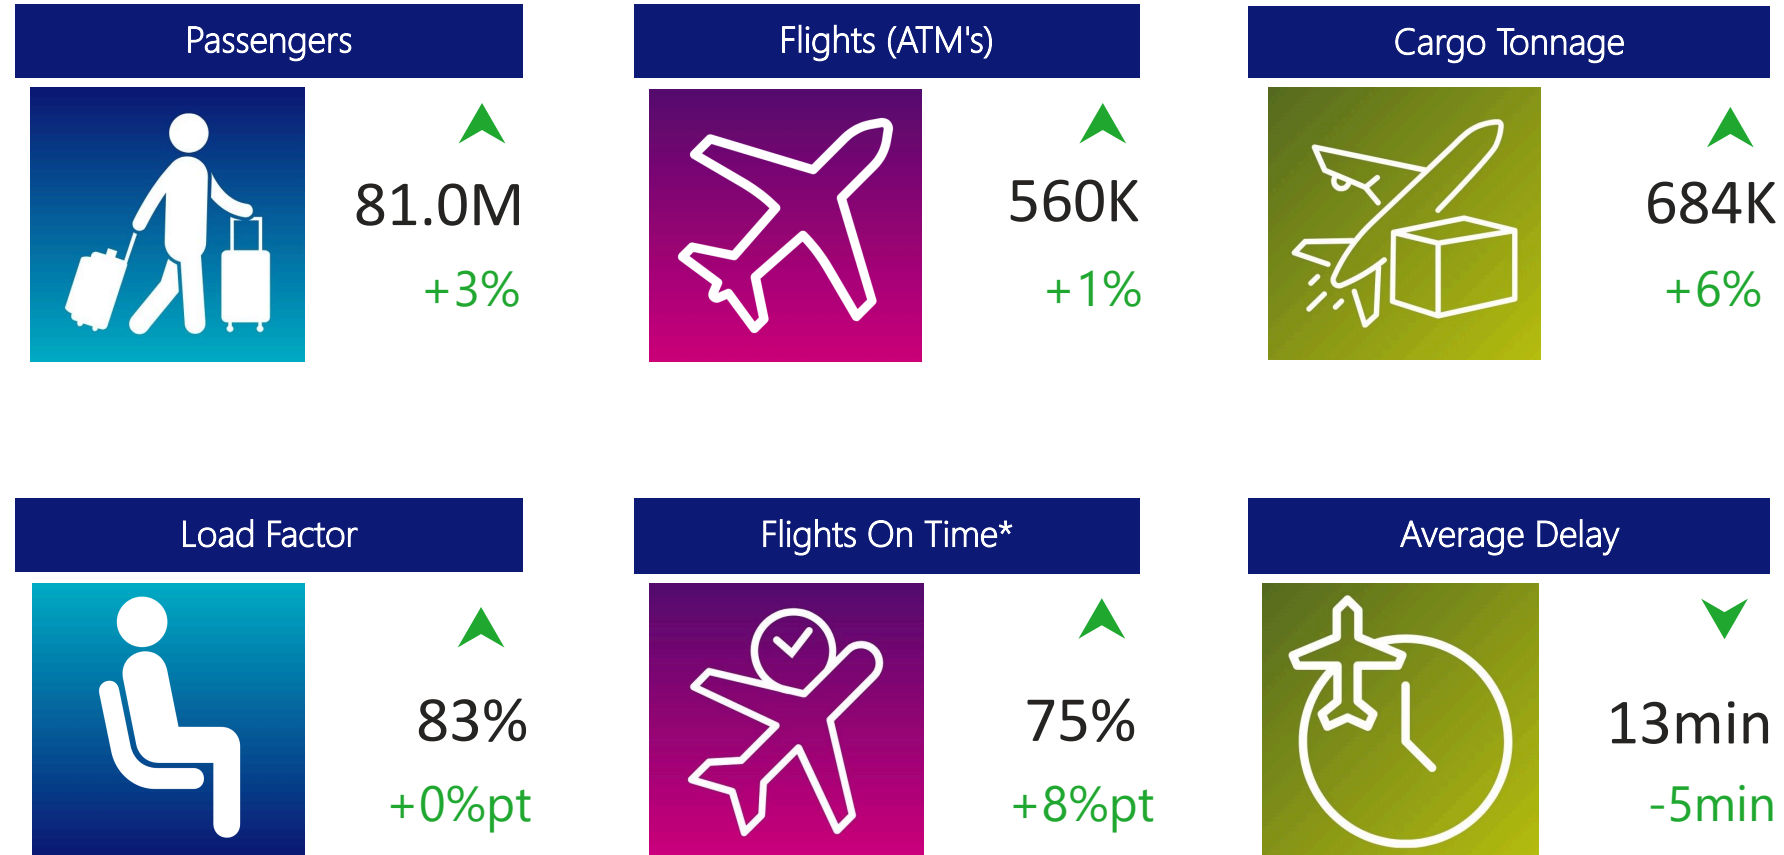 Passengers
81.0M
+3%
Flights (ATM's)
560K
+1%
Cargo Tonnage
684K
+6%
Load Factor
83%
+0%pt
Flights On Time*
75%
+8%pt
Average Delay
13min
-5min